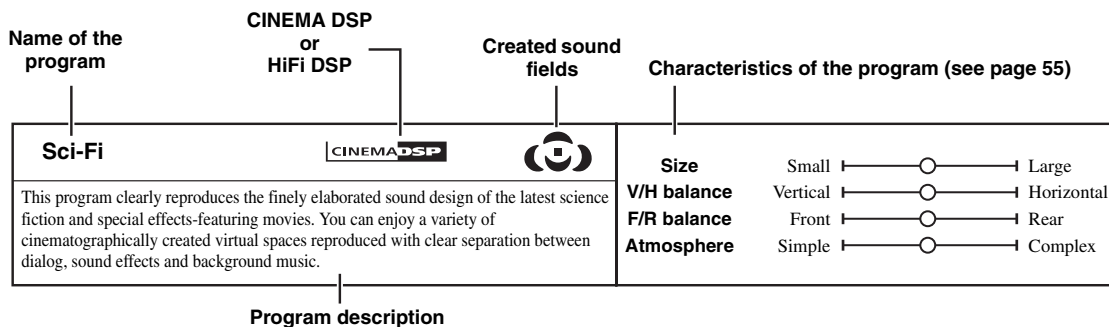 Name of the
program
CINEMA DSP
or
HiFi DSP
Created sound
fields
Characteristics of the program (see page 55)
Sci-Fi
CINEMADSP
This program clearly reproduces the finely elaborated sound design of the latest science
fiction and special effects-featuring movies. You can enjoy a variety of
cinematographically created virtual spaces reproduced with clear separation between
dialog, sound effects and background music.
Size Small Large
V/H balance Vertical Horizontal
F/R balance Front Rear
Atmosphere Simple Complex
Program description